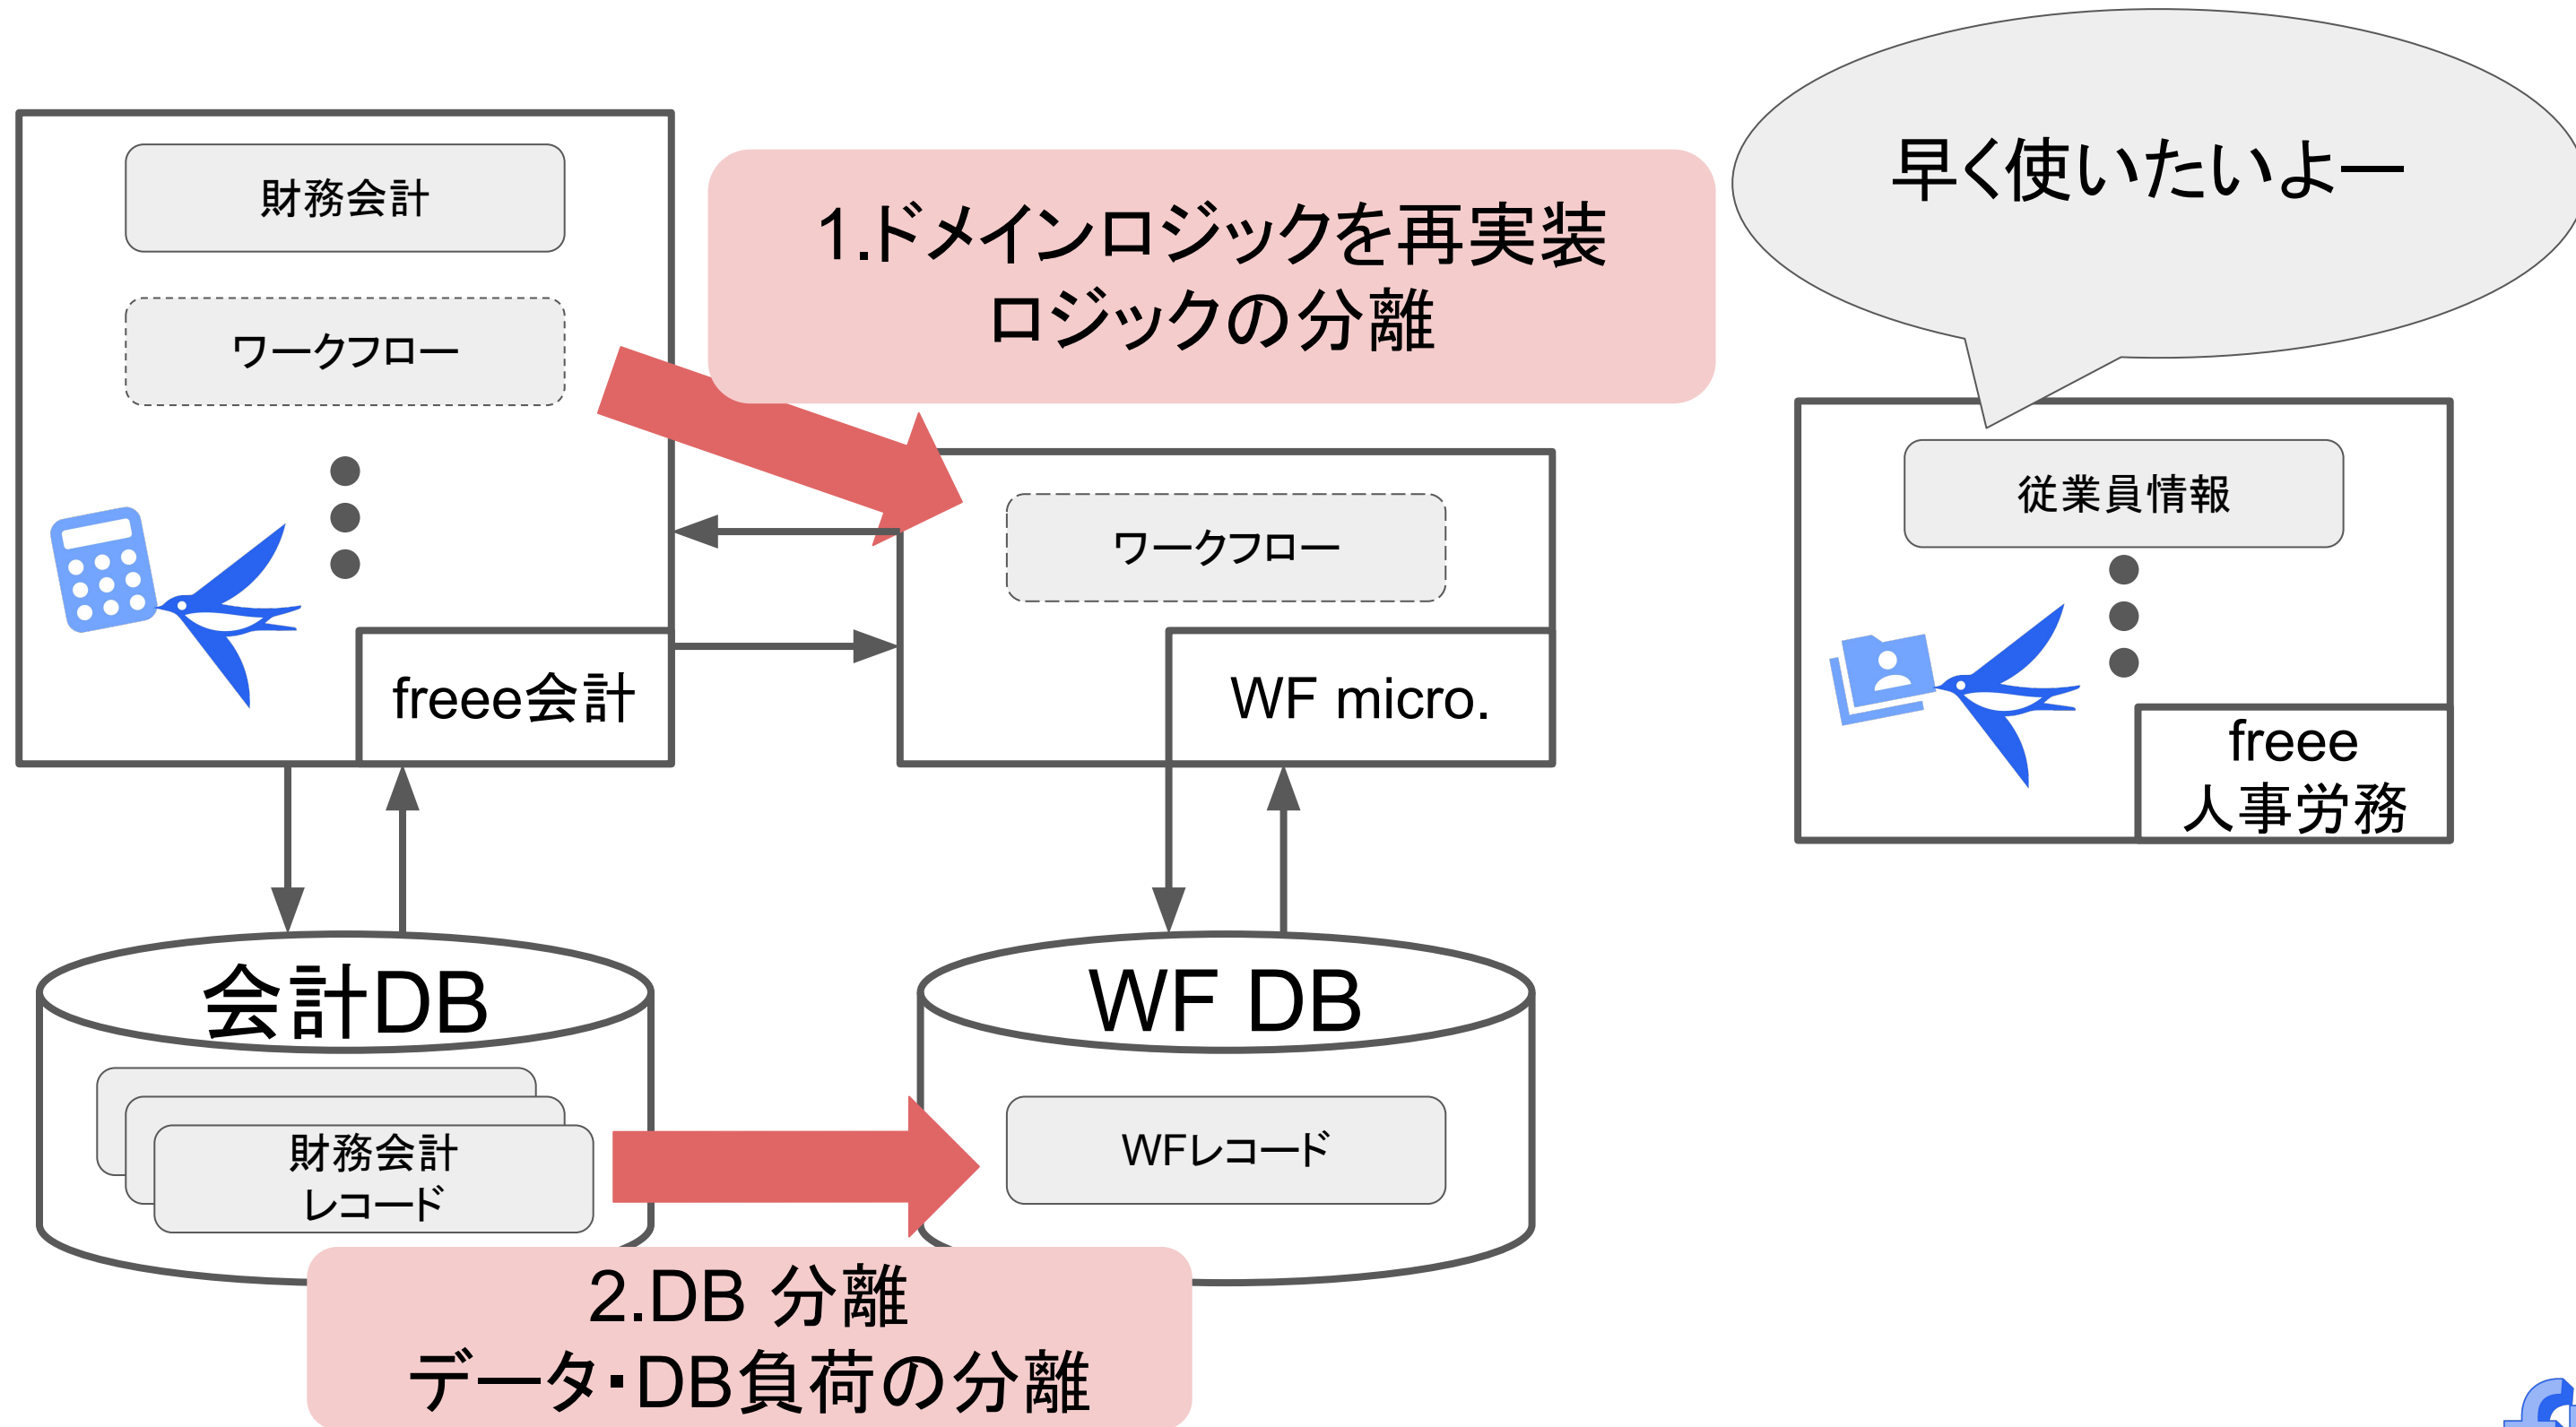 財務会計
ワークフロー
freee会計
1.ドメインロジックを再実装
ロジックの分離
ワークフロー
WF micro.
早く使いたいよー
従業員情報
freee
人事労務
会計DB
財務会計
レコード
WF DB
WFレコード
2.DB 分離
データ・DB負荷の分離